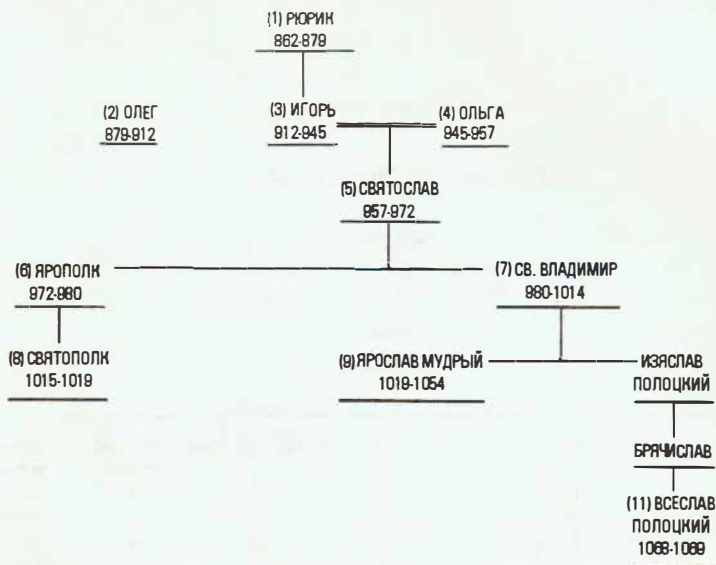 (1) РЮРИК
862-879
(2) ОЛЕГ
879-912
(3) ИГОРЬ
912-945
(4) ОЛЬГА
945-957
(5) СВЯТОСЛАВ
957-972
(6) ЯРОПОЛК
972-980
(7) СВ. ВЛАДИМИР
980-1014
(8) СВЯТОПОЛК
1015-1019
(9) ЯРОСЛАВ МУДРЫЙ
1019-1054
ИЗЯСЛАВ
ПОЛОЦКИЙ
БРЯЧИСЛАВ
(11) ВСЕСЛАВ
ПОЛОЦКИЙ
1068-1069